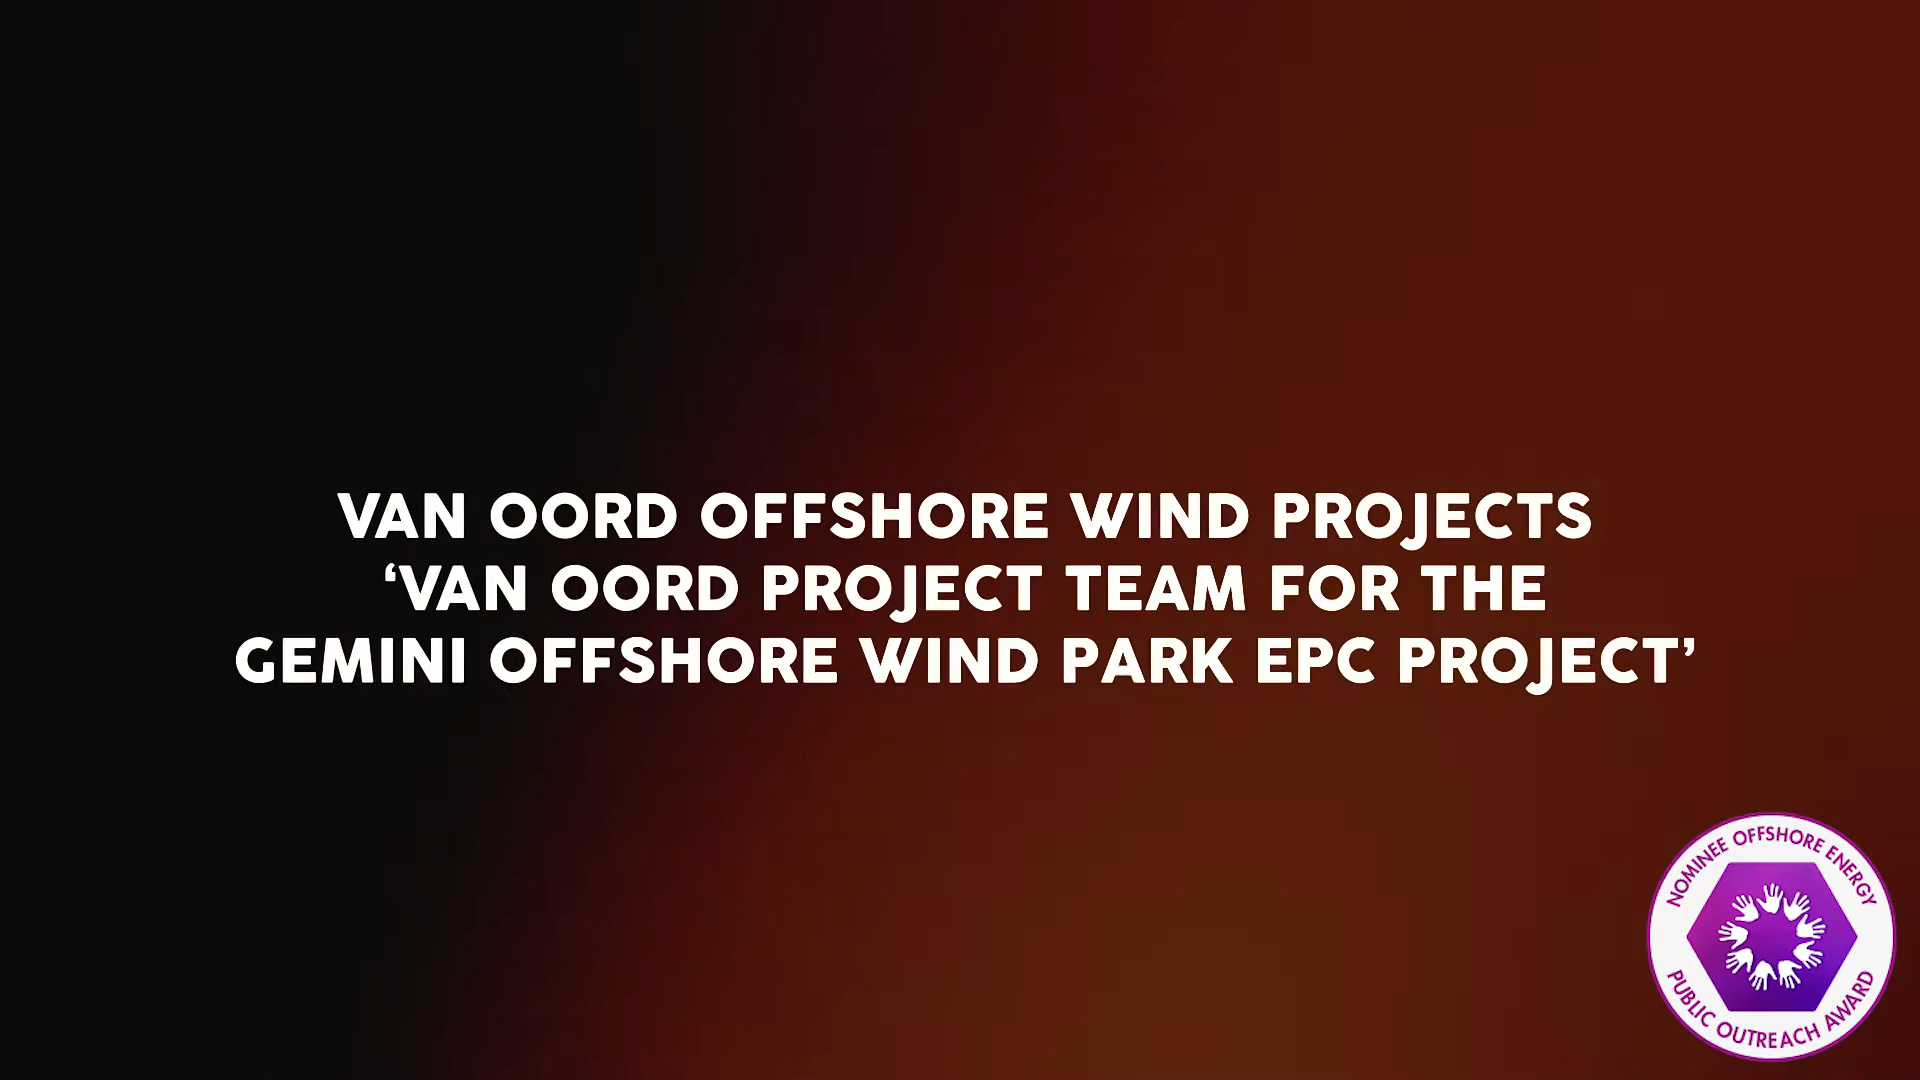 VAN OORD OFFSHORE WIND PROJECTS
‘VAN OORD PROJECT TEAM FOR THE
GEMINI OFFSHORE WIND PARK EPC PROJECT’
NOMINEE OFFSHORE ENERGY
PUBLIC OUTREACH AWARD